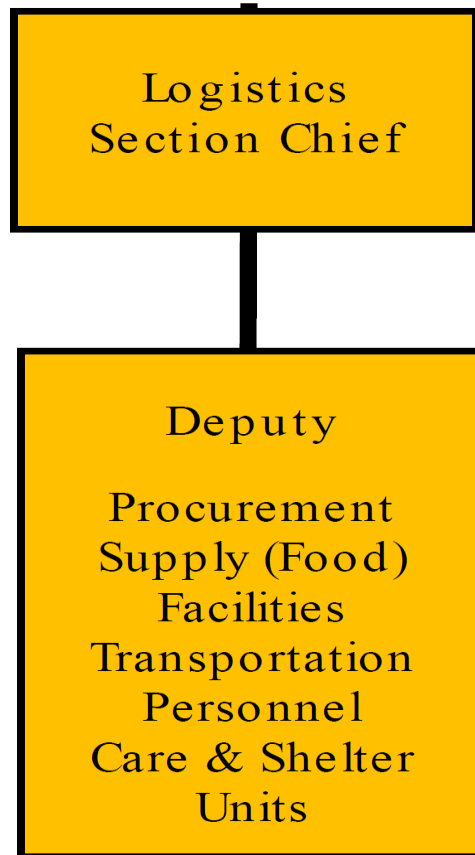 Logistics
Section Chief
Deputy
Procurement
Supply (Food)
Facilities
Transportation
Personnel
Care & Shelter
Units